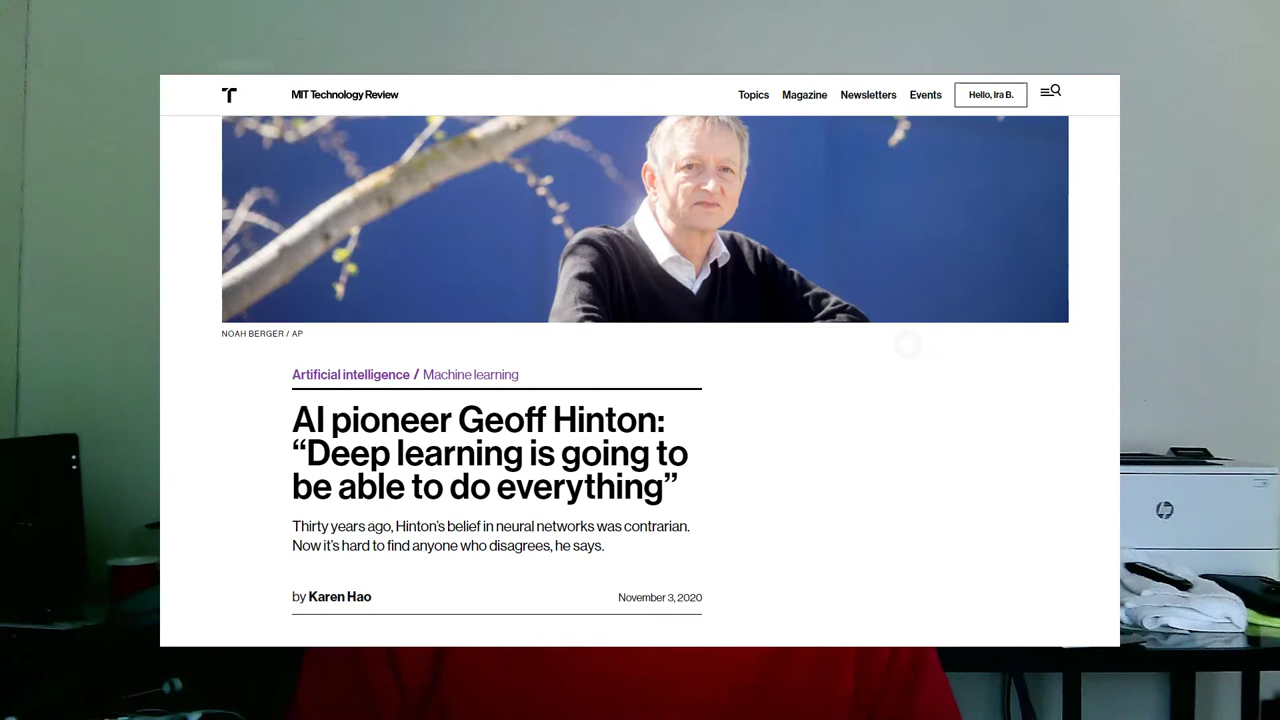 MIT Technology Review
Topics Magazine Newsletters Events Hello, Ira B.
NOAH BERGER / AP
Artificial intelligence / Machine learning
AI pioneer Geoff Hinton:
“Deep learning is going to
be able to do everything”
Thirty years ago, Hinton’s belief in neural networks was contrarian.
Now it’s hard to find anyone who disagrees, he says.
by Karen Hao November 3, 2020
hp